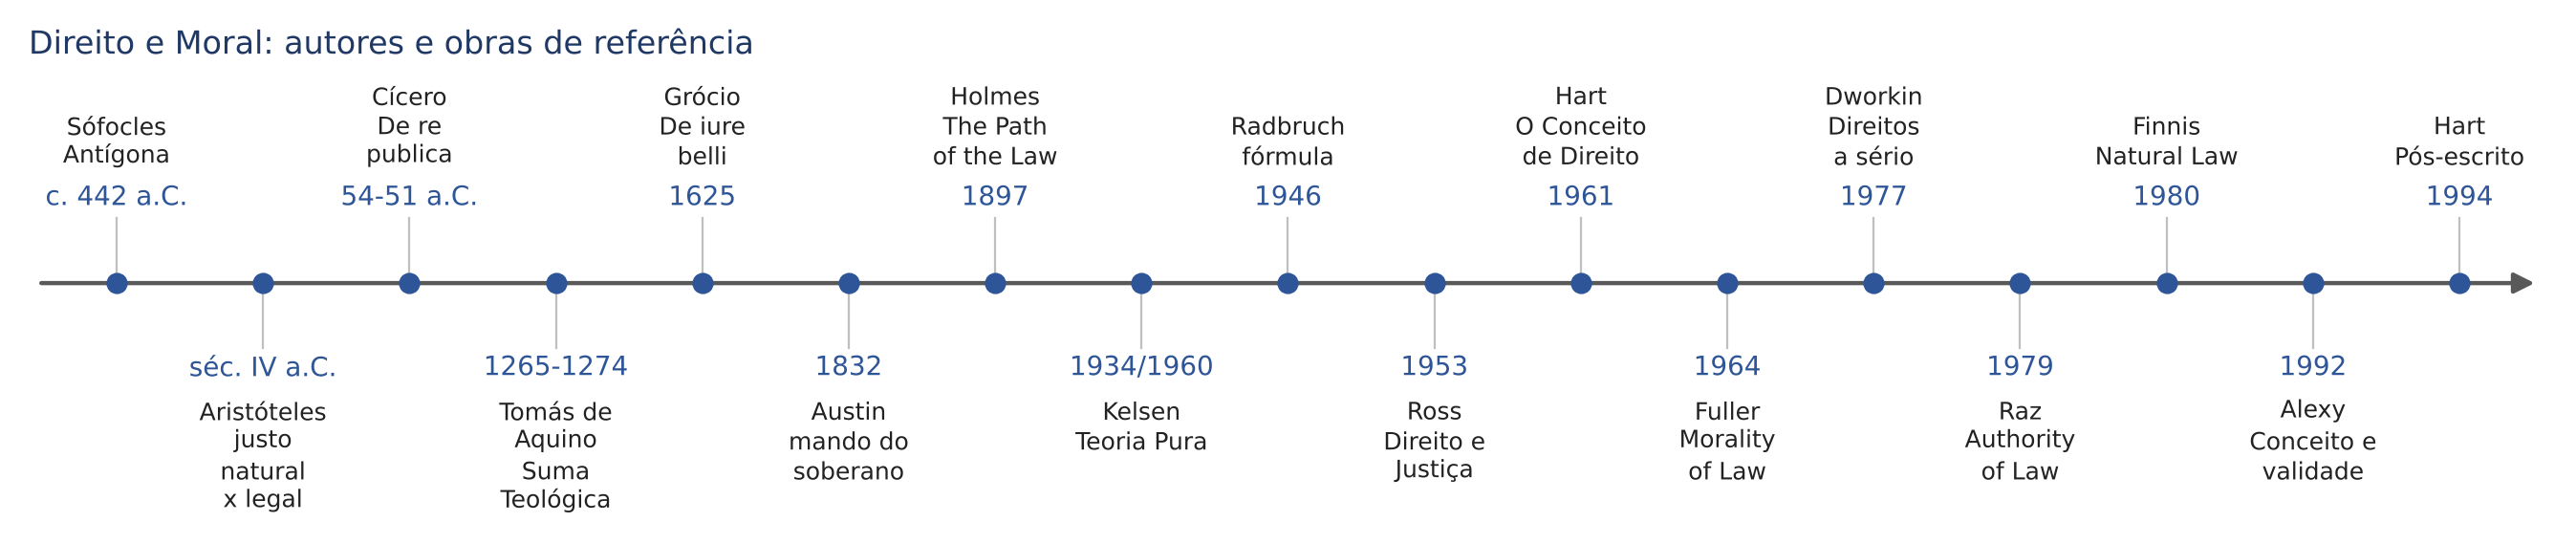 Direito e Moral: autores e obras de referência
Sófocles
Antígona
c. 442 a.C.
Aristóteles
justo
natural
x legal
séc. IV a.C.
Cícero
De re
publica
54-51 a.C.
1265-1274
Tomás de
Aquino
Suma
Teológica
Grócio
De iure
belli
1625
1832
Austin
mando do
soberano
Holmes
The Path
of the Law
1897
1934/1960
Kelsen
Teoria Pura
Radbruch
fórmula
1946
1953
Ross
Direito e
Justiça
Hart
O Conceito
de Direito
1961
1964
Fuller
Morality
of Law
Dworkin
Direitos
a sério
1977
1979
Raz
Authority
of Law
Finnis
Natural Law
1980
1992
Alexy
Conceito e
validade
Hart
Pós-escrito
1994